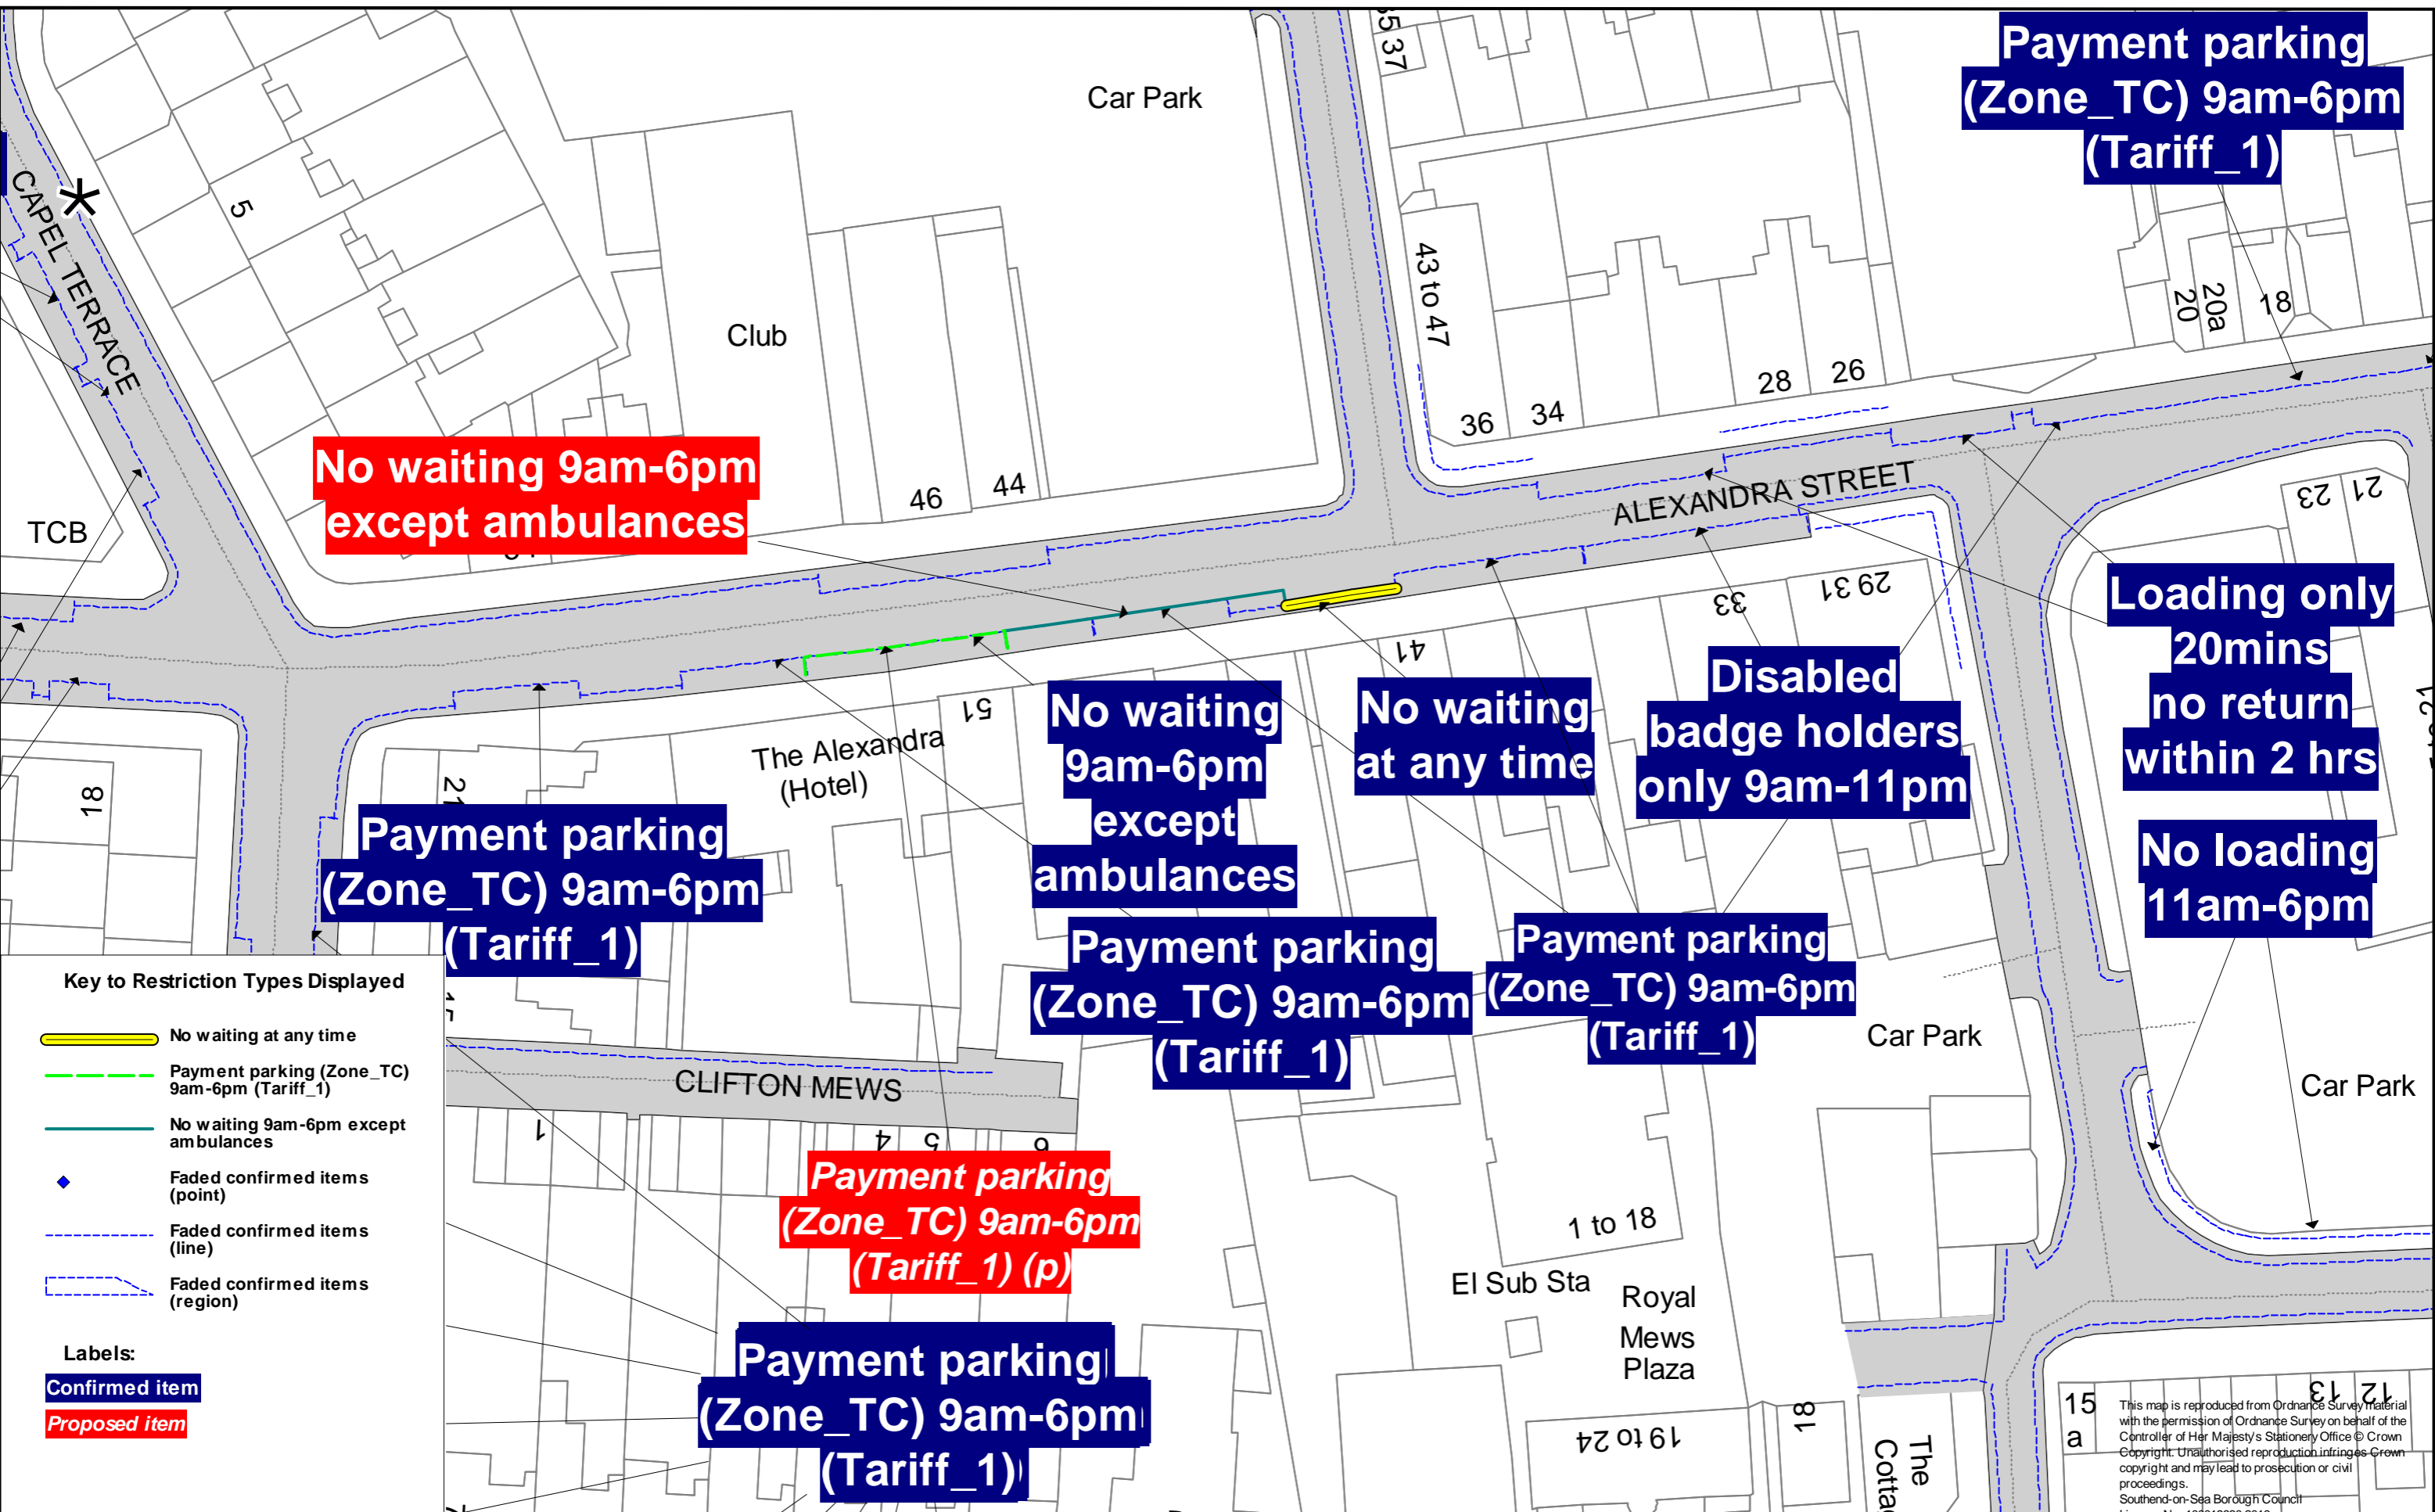 Payment parking
(Zone_TC) 9am-6pm
(Tariff_1)
35 37
Car Park
5
CAPEL TERRACE
*
Club
43 to 47
20
20a
18
28
26
36
34
No waiting 9am-6pm
except ambulances
46
44
ALEXANDRA STREET
23
21
TCB
33
29 31
41
51
Loading only
20mins
no return
within 2 hrs
No waiting
9am-6pm
except
ambulances
No waiting
at any time
Disabled
badge holders
only 9am-11pm
The Alexandra
(Hotel)
18
21
Payment parking
(Zone_TC) 9am-6pm
(Tariff_1)
No loading
11am-6pm
Payment parking
(Zone_TC) 9am-6pm
(Tariff_1)
Payment parking
(Zone_TC) 9am-6pm
(Tariff_1)
Car Park
Car Park
CLIFTON MEWS
1
4
5
6
Payment parking
(Zone_TC) 9am-6pm
(Tariff_1) (p)
1 to 18
El Sub Sta
Royal
Mews
Plaza
Payment parking
(Zone_TC) 9am-6pm
(Tariff_1)
19 to 24
18
The
15
a
13
12
Key to Restriction Types Displayed
No waiting at any time
Payment parking (Zone_TC)
9am-6pm (Tariff_1)
No waiting 9am-6pm except
ambulances
Faded confirmed items
(point)
Faded confirmed items
(line)
Faded confirmed items
(region)
Labels:
Confirmed item
Proposed item
This map is reproduced from Ordnance Survey material
with the permission of Ordnance Survey on behalf of the
Controller of Her Majesty's Stationery Office © Crown
Copyright. Unauthorised reproduction infringes Crown
copyright and may lead to prosecution or civil
proceedings.
Southend-on-Sea Borough Council